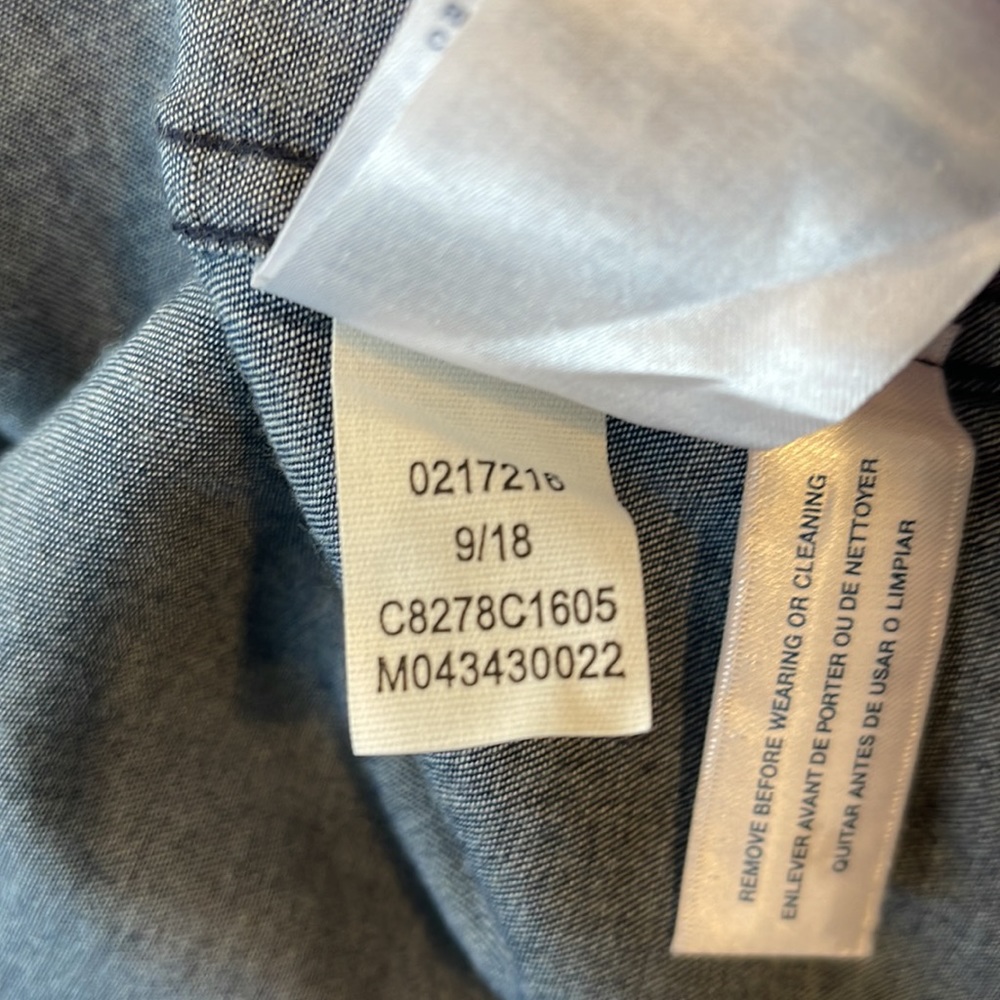 0217216
9/18
C8278C1605
M043430022
REMOVE BEFORE WEARING OR CLEANING
ENLEVER AVANT DE PORTER OU DE NETTOYER
QUITAR ANTES DE USAR O LIMPIAR